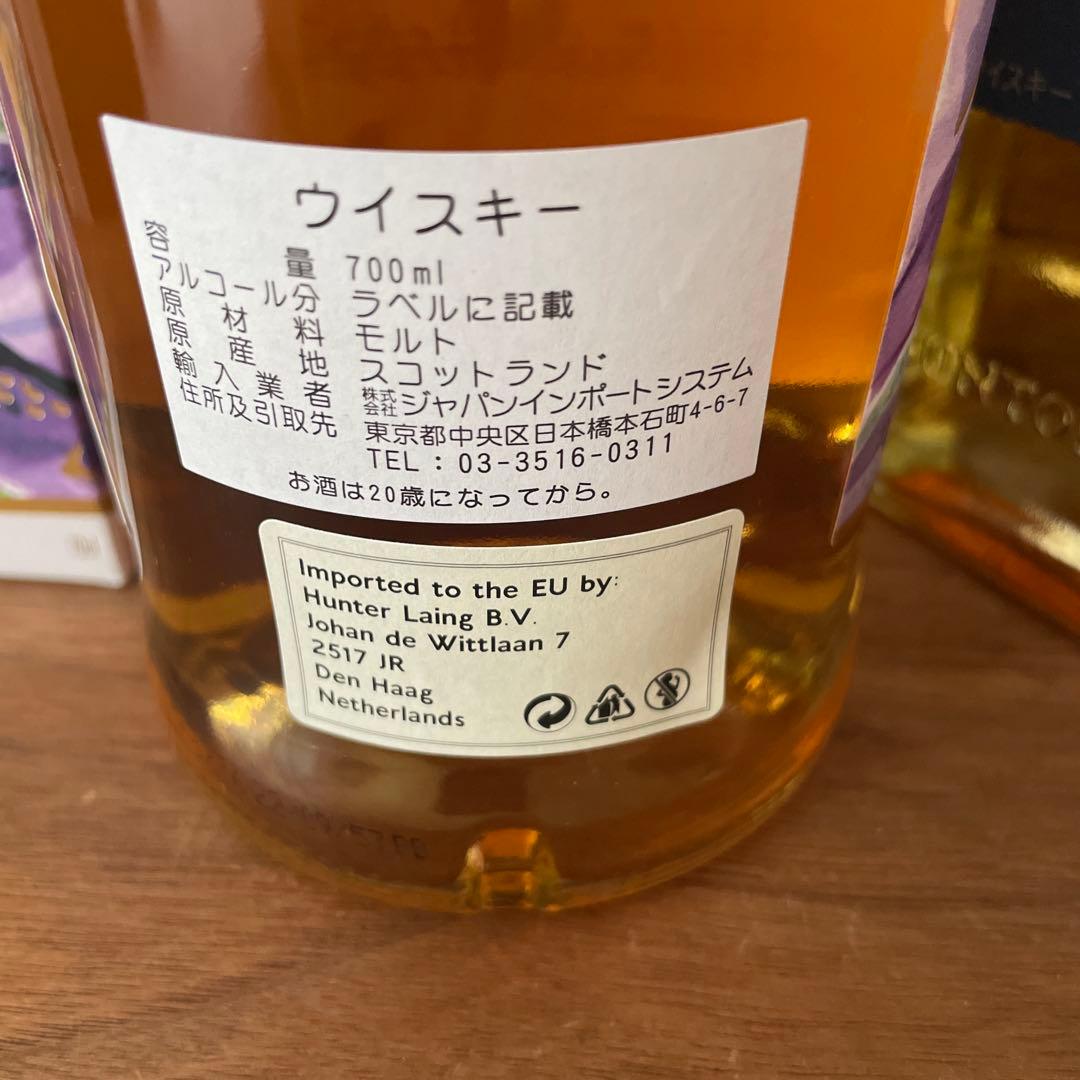 ウイスキー
容量 700ml
アルコール分 ラベルに記載
原材料 モルト
原産地 スコットランド
輸入業者 株式会社ジャパンインポートシステム
住所及引取先 東京都中央区日本橋本石町4-6-7
TEL : 03-3516-0311
お酒は20歳になってから。
Imported to the EU by:
Hunter Laing B.V.
Johan de Wittlaan 7
2517 JR
Den Haag
Netherlands
イスキー